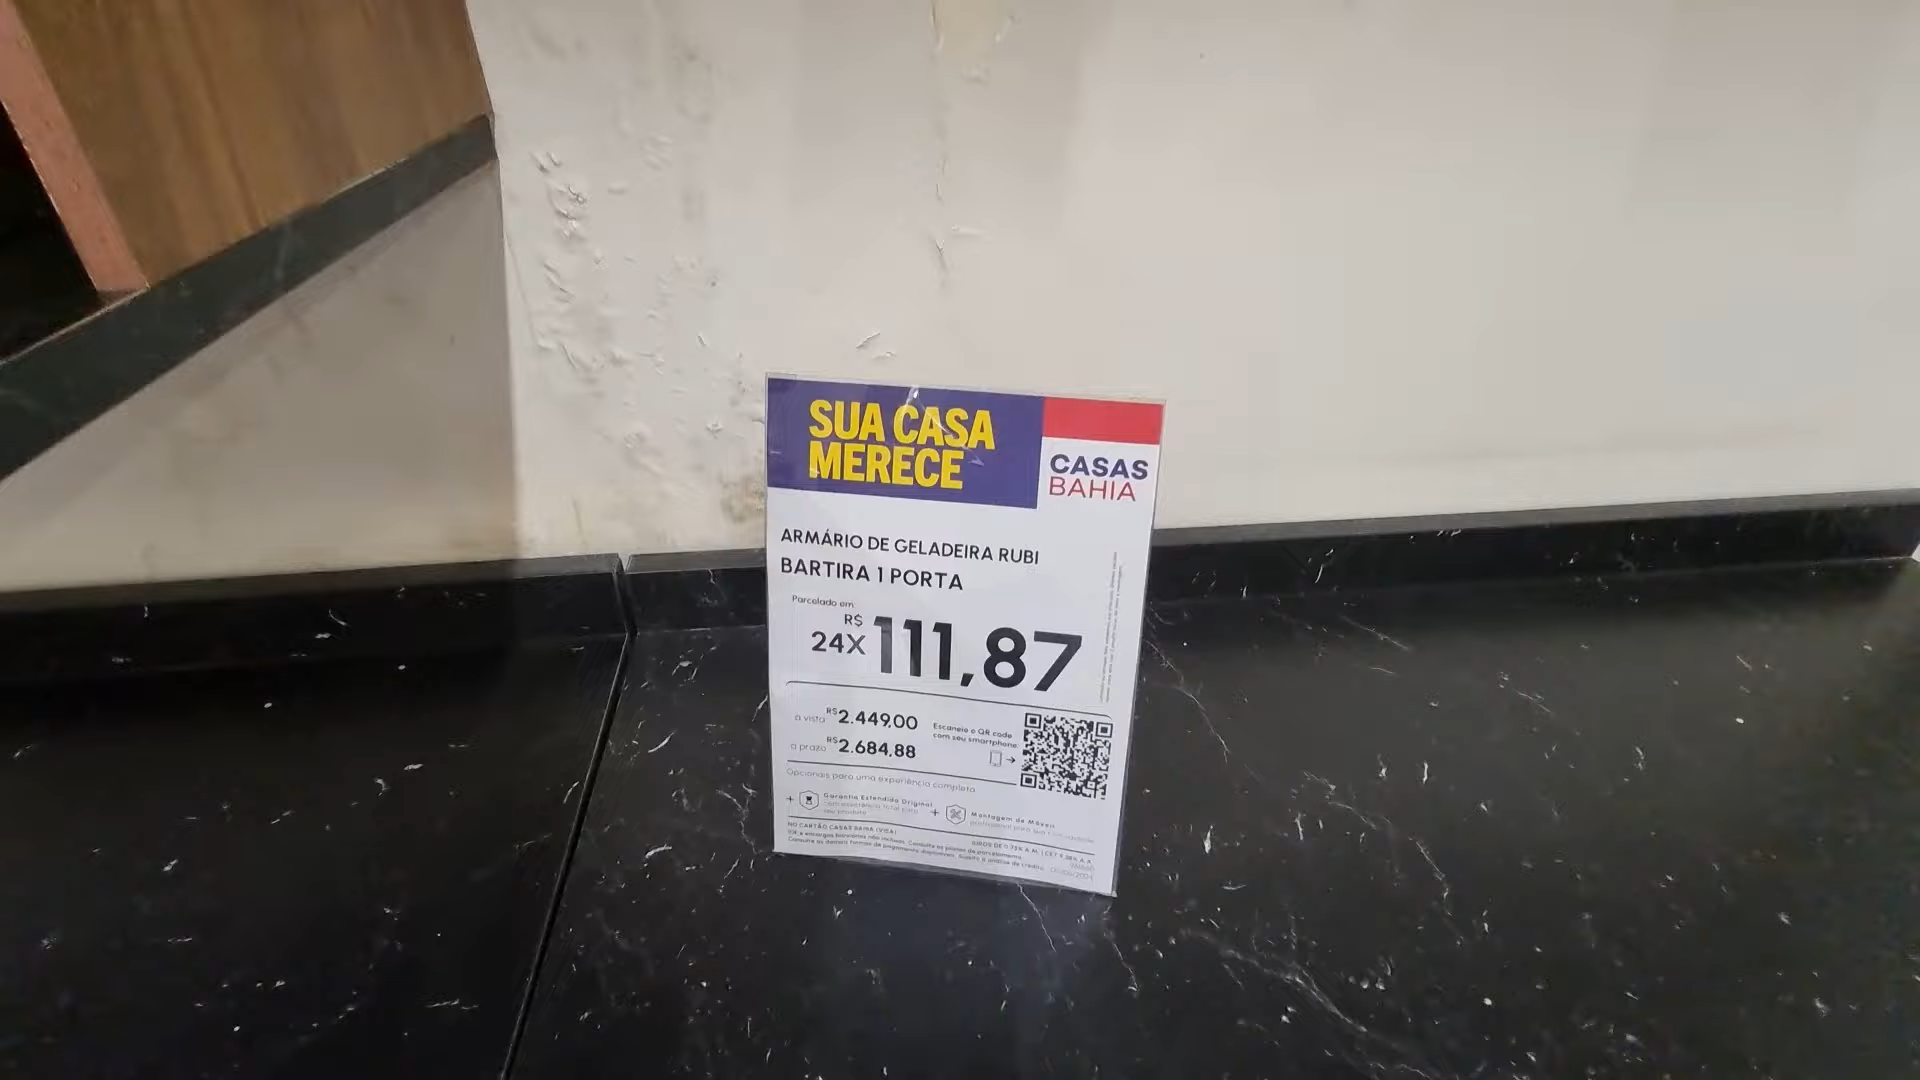 SUA CASA
MERECE
CASAS
BAHIA
ARMÁRIO DE GELADEIRA RUBI
BARTIRA 1 PORTA
Parcelado em:
R$
24X 111,87
à vista R$ 2.449,00
a prazo R$ 2.684,88
Escaneie o QR code
com seu smartphone:
Opcionais para uma experiência completa
+ Garantia Estendida Original
+ Montagem de Móveis
NO CARTÃO CASAS BAHIA (VISA)